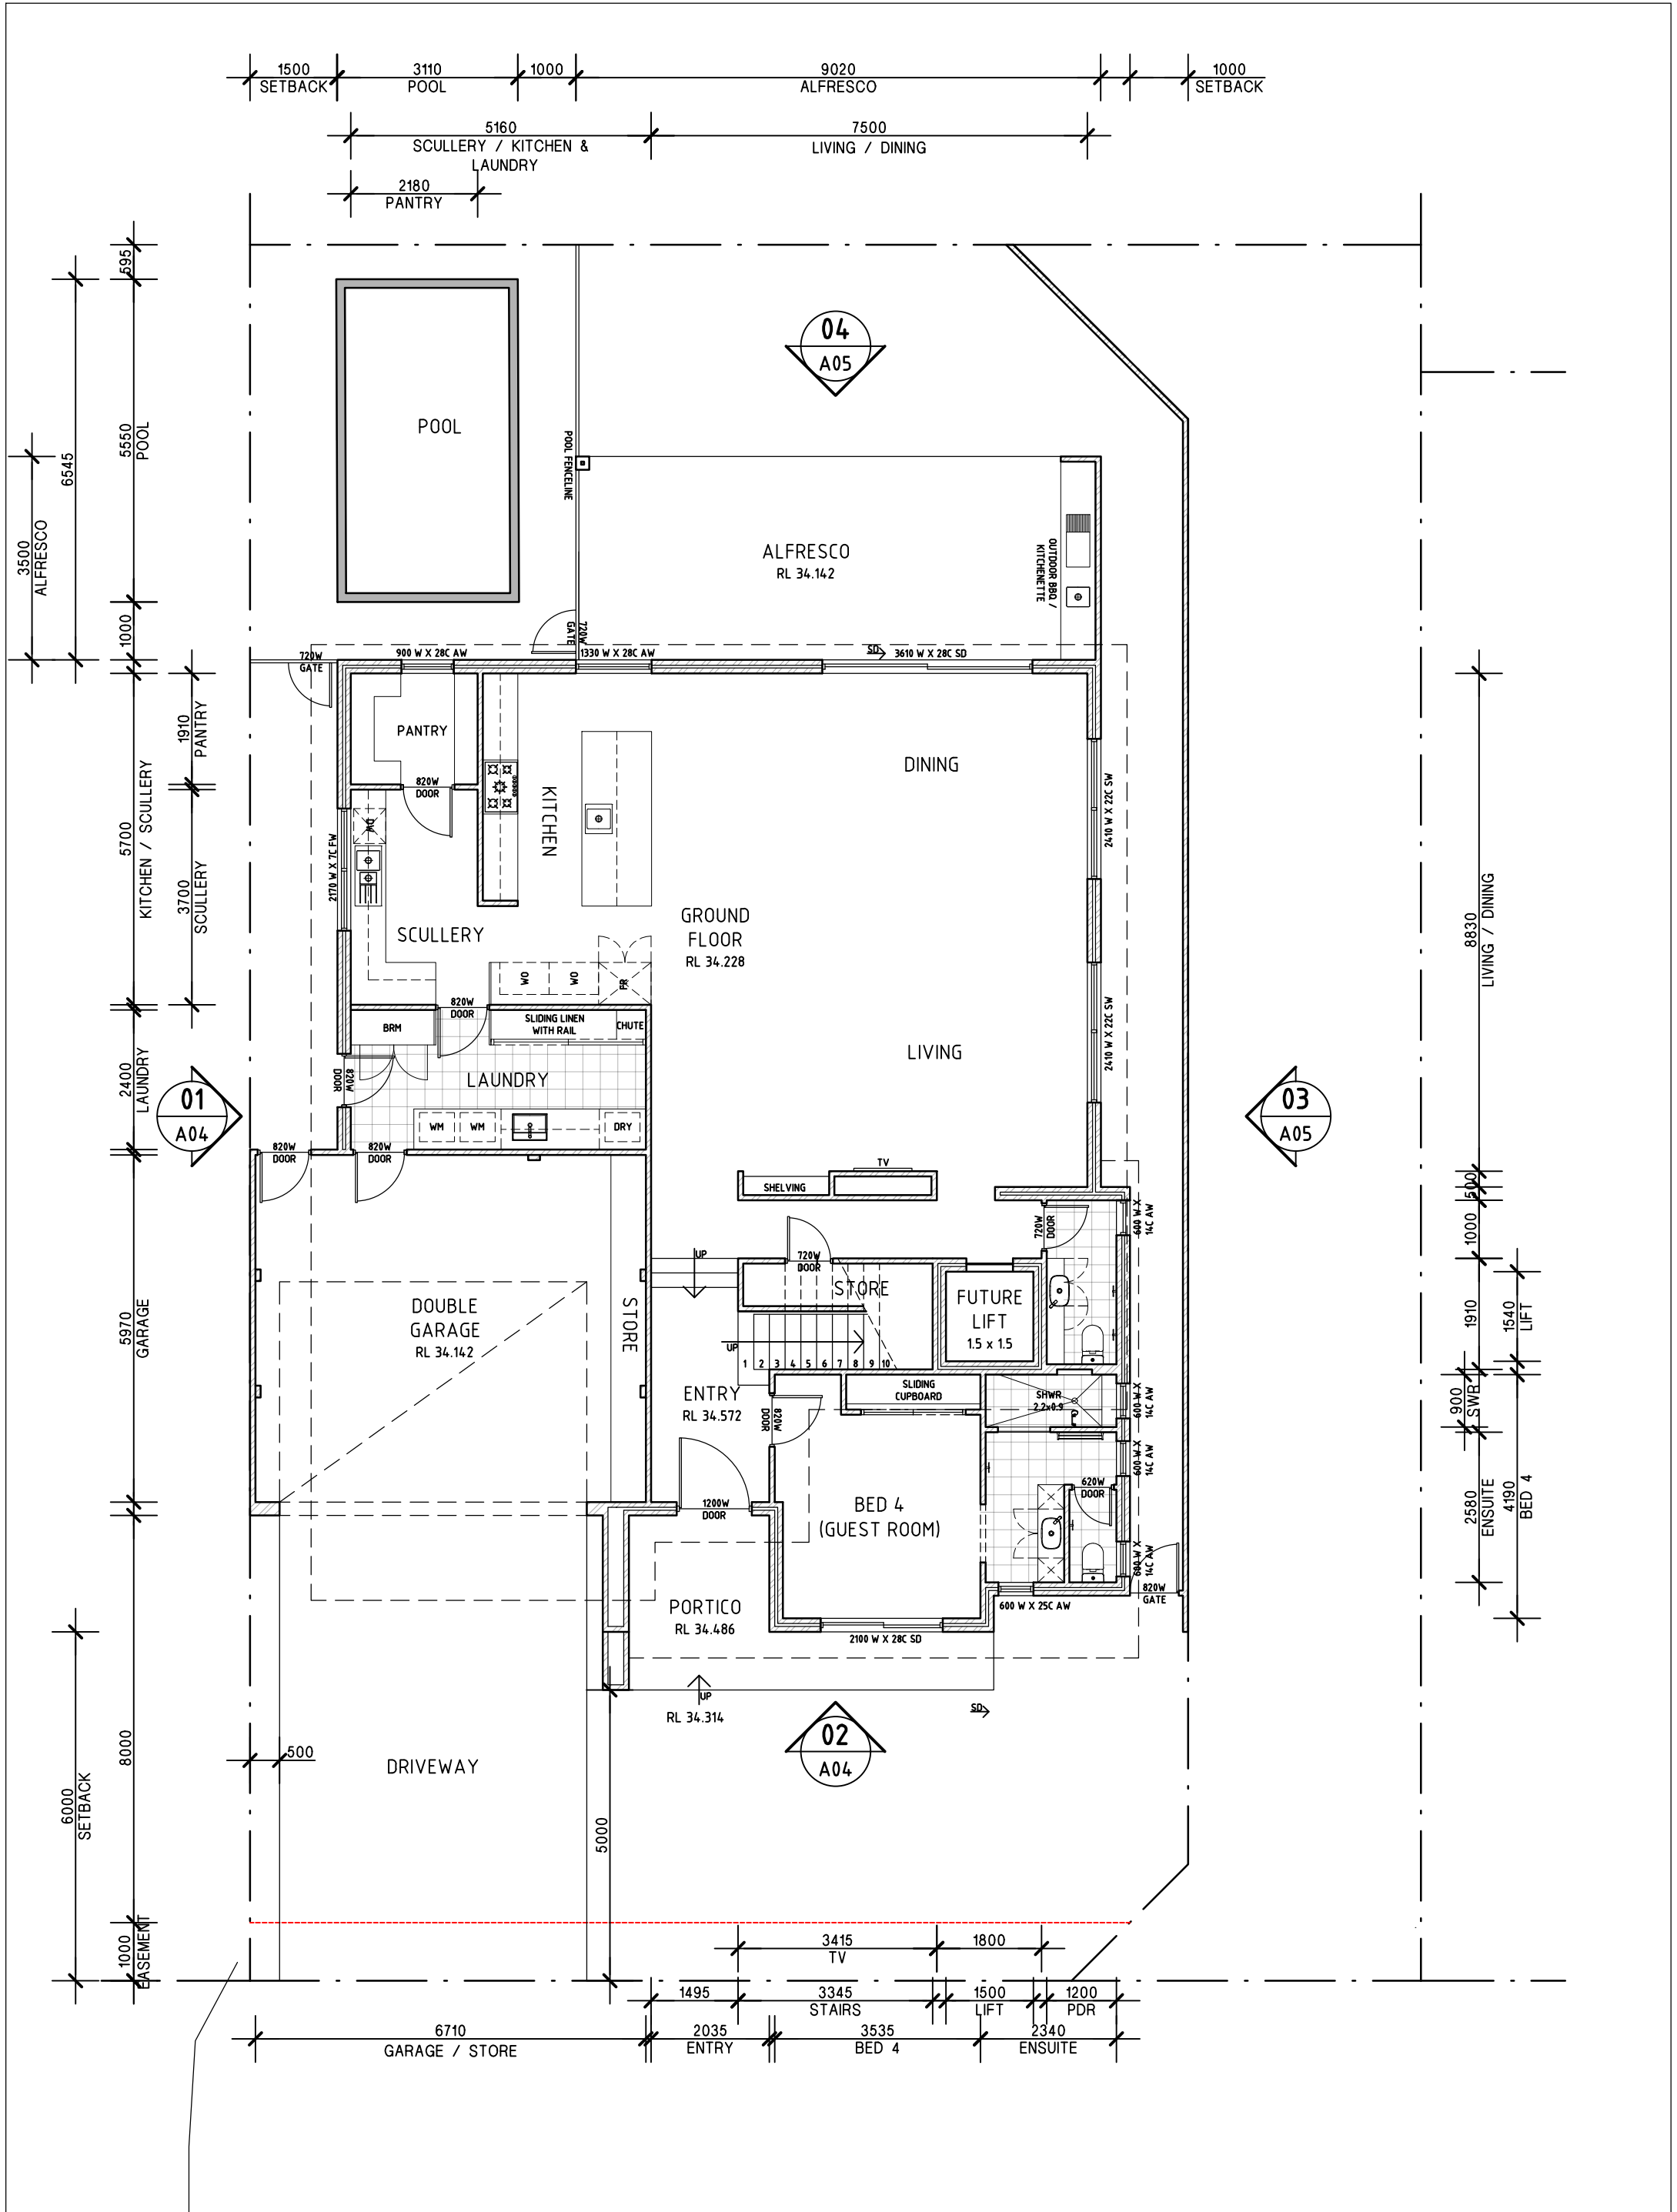 1500
SETBACK
3110
POOL
1000
9020
ALFRESCO
1000
SETBACK
5160
SCULLERY / KITCHEN &
LAUNDRY
7500
LIVING / DINING
2180
PANTRY
595
6545
5550
POOL
3500
ALFRESCO
1000
04
A05
POOL
POOL FENCELINE
ALFRESCO
RL 34.142
OUTDOOR BBQ /
KITCHENETTE
720W
GATE
720W
GATE
900 W X 28C AW
1330 W X 28C AW
SD
3610 W X 28C SD
1910
PANTRY
5700
KITCHEN / SCULLERY
3700
SCULLERY
2400
LAUNDRY
PANTRY
820W
DOOR
DW
2170 W X 7C FW
KITCHEN
DINING
2410 W X 22C SW
SCULLERY
GROUND
FLOOR
RL 34.228
WO
WO
FR
8830
LIVING / DINING
820W
DOOR
BRM
SLIDING LINEN
WITH RAIL
CHUTE
LIVING
2410 W X 22C SW
LAUNDRY
820W
DOOR
WM
WM
DRY
01
A04
03
A05
820W
DOOR
820W
DOOR
TV
SHELVING
500
1000
720W
DOOR
600 W X
14C AW
UP
720W
DOOR
STORE
FUTURE
LIFT
1.5 x 1.5
1910
1540
LIFT
5970
GARAGE
DOUBLE
GARAGE
RL 34.142
STORE
UP
1 2 3 4 5 6 7 8 9 10
ENTRY
RL 34.572
820W
DOOR
SLIDING
CUPBOARD
SHWR
2.2x0.9
600 W X
14C AW
900
SWR
600 W X
14C AW
620W
DOOR
2580
ENSUITE
4190
BED 4
1200W
DOOR
BED 4
(GUEST ROOM)
600 W X
14C AW
820W
GATE
600 W X 25C AW
PORTICO
RL 34.486
2100 W X 28C SD
UP
RL 34.314
SD
02
A04
500
DRIVEWAY
8000
6000
SETBACK
5000
1000
EASEMENT
3415
TV
1800
1495
3345
STAIRS
1500
LIFT
1200
PDR
6710
GARAGE / STORE
2035
ENTRY
3535
BED 4
2340
ENSUITE